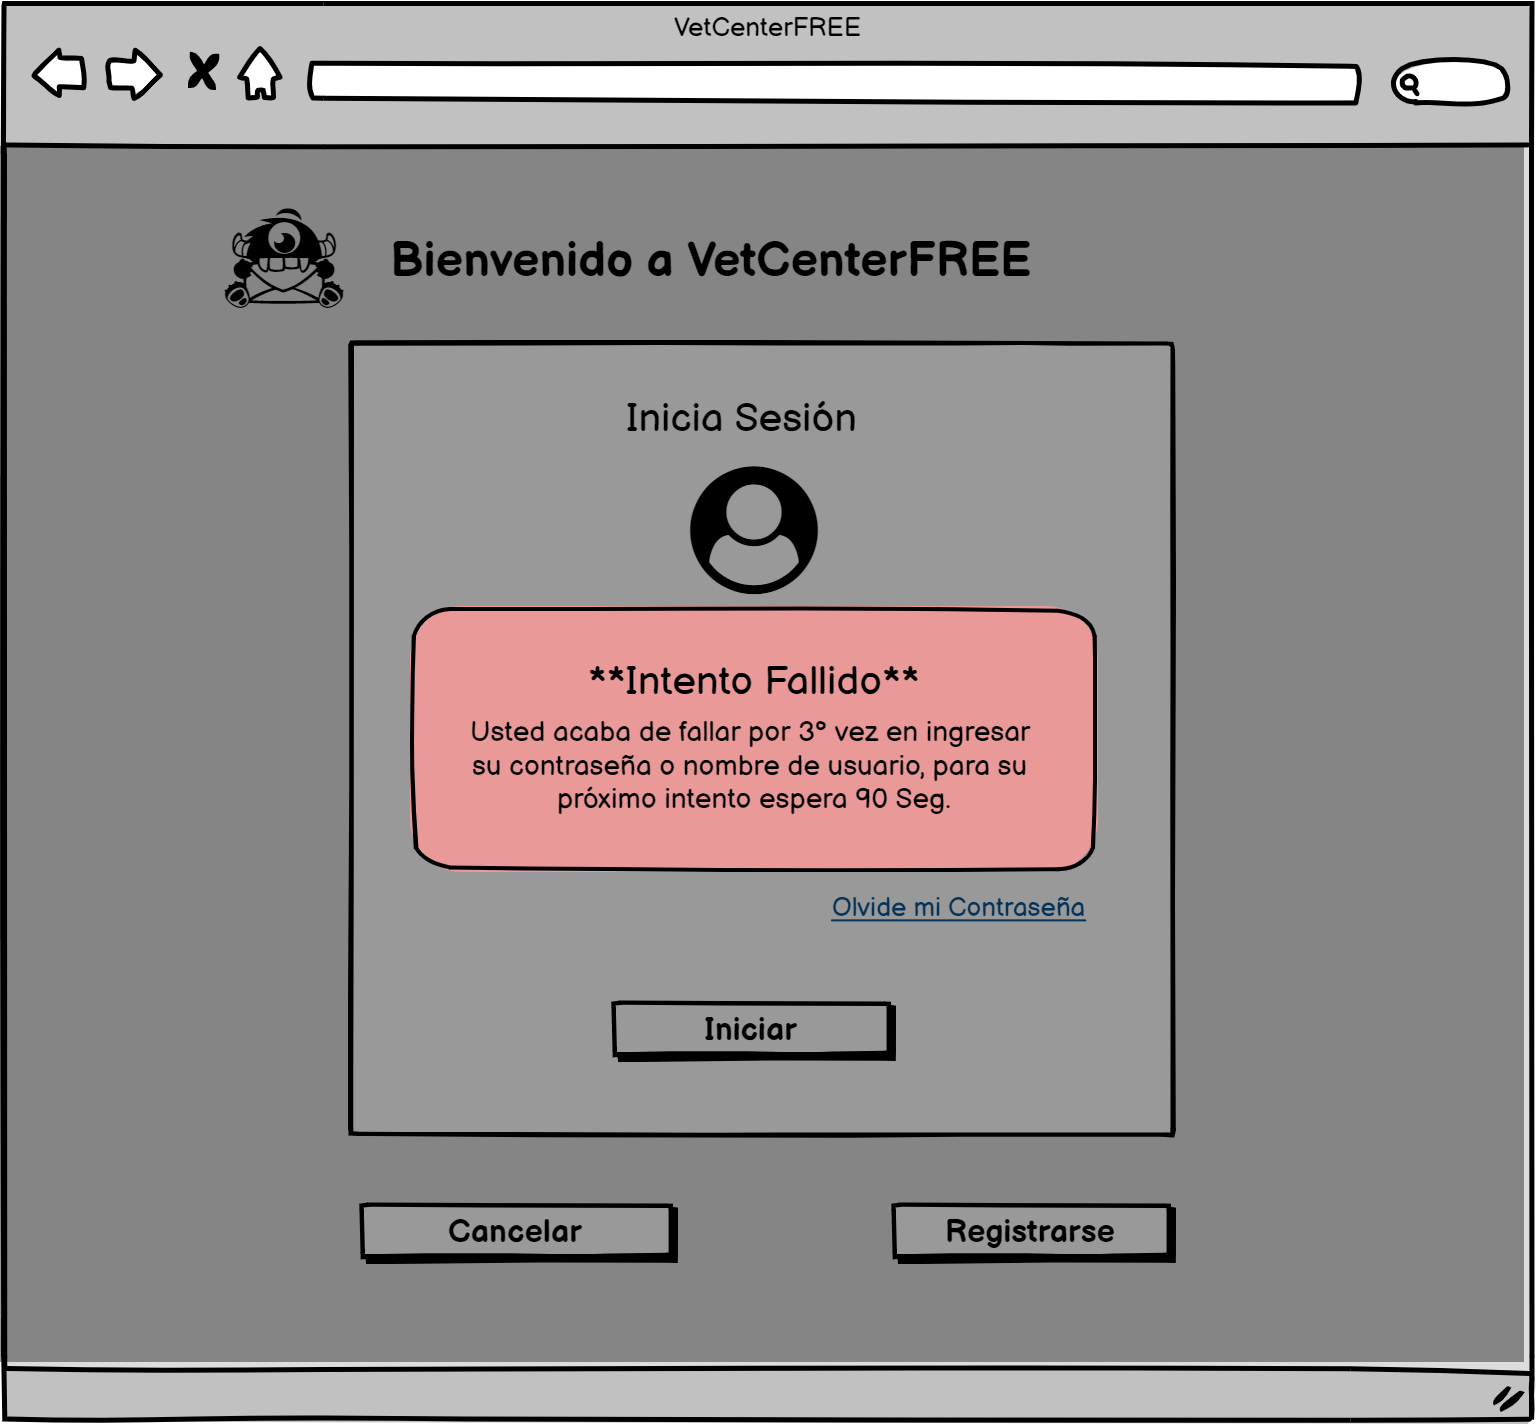 VetCenterFREE
Bienvenido a VetCenterFREE
Inicia Sesión
**Intento Fallido**
Usted acaba de fallar por 3° vez en ingresar
su contraseña o nombre de usuario, para su
próximo intento espera 90 Seg.
Olvide mi Contraseña
Iniciar
Cancelar
Registrarse